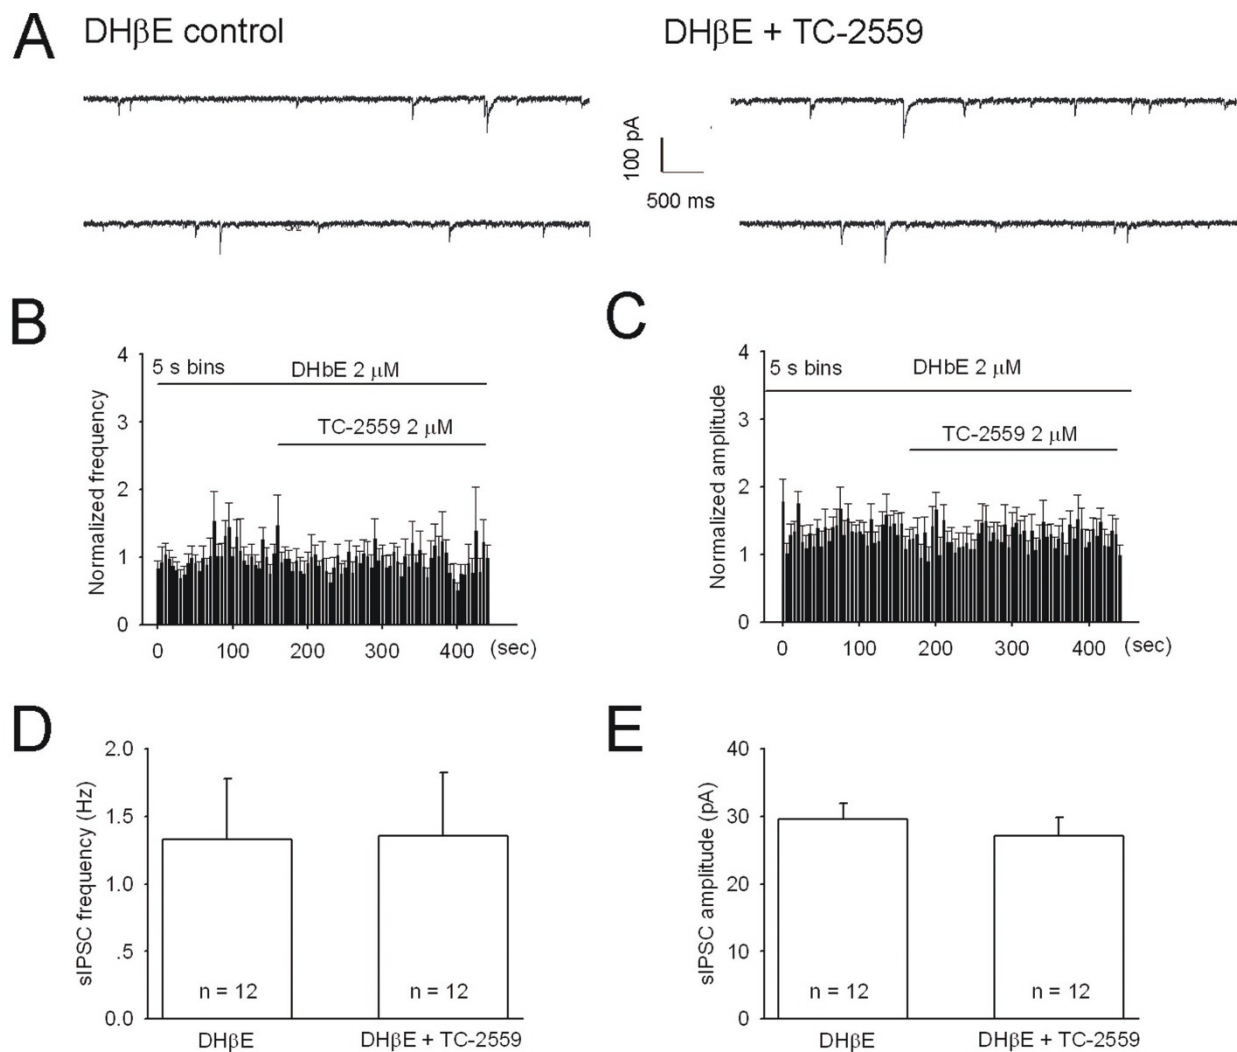 A
DHβE control
DHβE + TC-2559
100 pA
500 ms
B
Normalized frequency
4
3
2
1
0
5 s bins
DHbE 2 μM
TC-2559 2 μM
0 100 200 300 400 (sec)
C
Normalized amplitude
4
3
2
1
0
5 s bins
DHbE 2 μM
TC-2559 2 μM
0 100 200 300 400 (sec)
D
sIPSC frequency (Hz)
2.0
1.5
1.0
.5
0.0
n = 12
n = 12
DHβE
DHβE + TC-2559
E
sIPSC amplitude (pA)
40
30
20
10
0
n = 12
n = 12
DHβE
DHβE + TC-2559